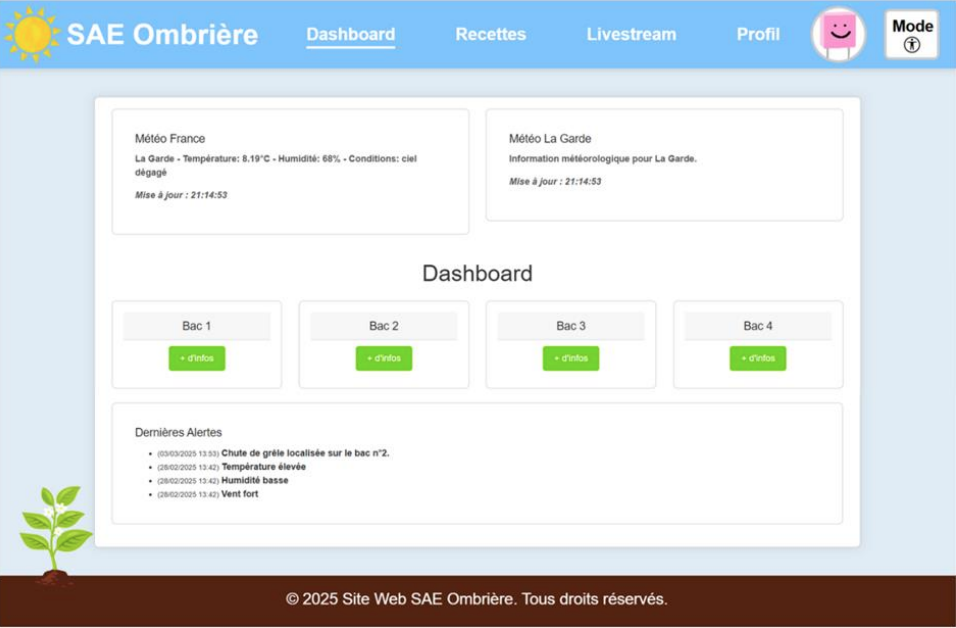 SAE Ombrière
Dashboard
Recettes
Livestream
Profil
Mode
Météo France
La Garde - Température: 8.19°C - Humidité: 68% - Conditions: ciel
dégagé
Mise à jour : 21:14:53
Météo La Garde
Information météorologique pour La Garde.
Mise à jour : 21:14:53
Dashboard
Bac 1
+ d'infos
Bac 2
+ d'infos
Bac 3
+ d'infos
Bac 4
+ d'infos
Dernières Alertes
(03/03/2025 13:53) Chute de grêle localisée sur le bac n°2.
(28/02/2025 13:42) Température élevée
(28/02/2025 13:42) Humidité basse
(28/02/2025 13:42) Vent fort
© 2025 Site Web SAE Ombrière. Tous droits réservés.